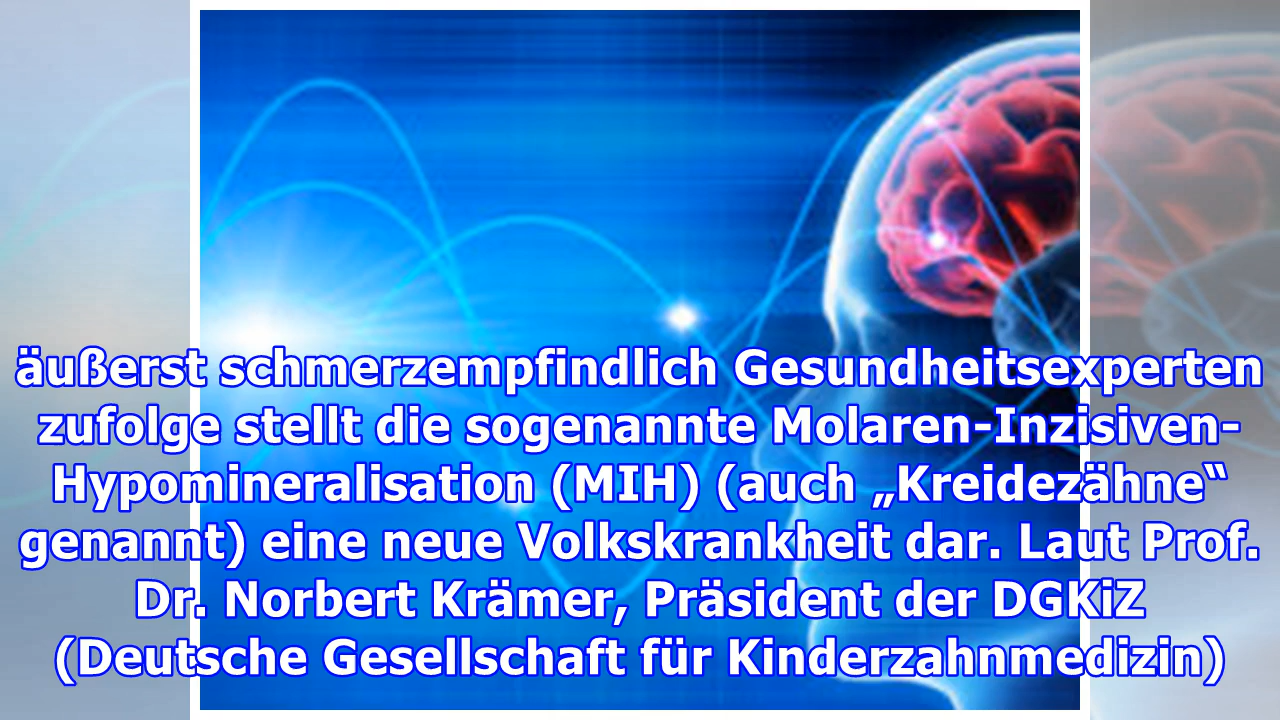 äußerst schmerzempfindlich Gesundheitsexperten
zufolge stellt die sogenannte Molaren-Inzisiven-
Hypomineralisation (MIH) (auch „Kreidezähne“
genannt) eine neue Volkskrankheit dar. Laut Prof.
Dr. Norbert Krämer, Präsident der DGKiZ
(Deutsche Gesellschaft für Kinderzahnmedizin)